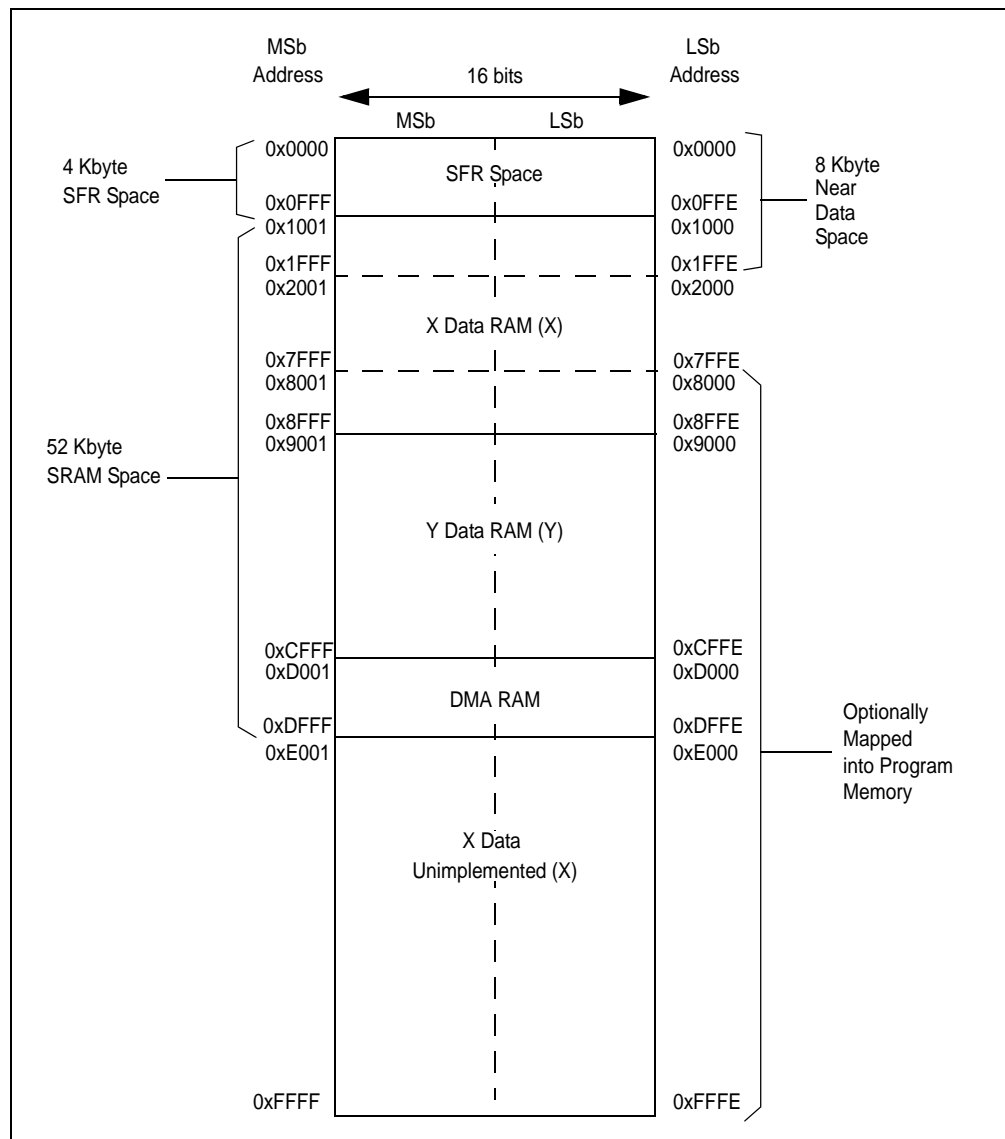 MSb
Address
LSb
Address
16 bits
MSb
LSb
4 Kbyte
SFR Space
0x0000
SFR Space
0x0000
8 Kbyte
Near
Data
Space
0x0FFF
0x0FFE
0x1001
0x1000
0x1FFF
0x1FFE
0x2001
0x2000
X Data RAM (X)
0x7FFF
0x7FFE
0x8001
0x8000
0x8FFF
0x8FFE
0x9001
0x9000
52 Kbyte
SRAM Space
Y Data RAM (Y)
0xCFFF
0xCFFE
0xD001
0xD000
DMA RAM
0xDFFF
0xDFFE
0xE001
0xE000
Optionally
Mapped
into Program
Memory
X Data
Unimplemented (X)
0xFFFF
0xFFFE